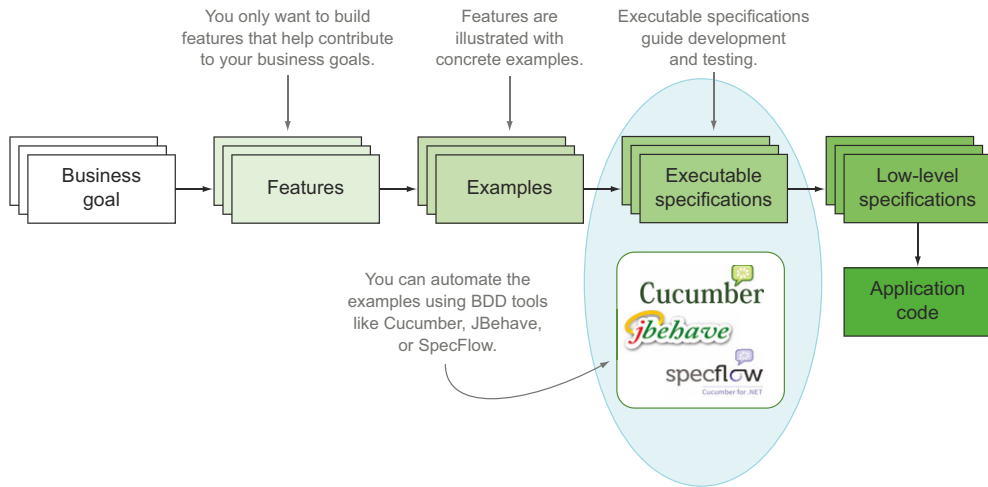 You only want to build
features that help contribute
to your business goals.
Features are
illustrated with
concrete examples.
Executable specifications
guide development
and testing.
Business
goal
Features
Examples
Executable
specifications
Low-level
specifications
You can automate the
examples using BDD tools
like Cucumber, JBehave,
or SpecFlow.
Cucumber
jbehave
specflow
Cucumber for .NET
Application
code